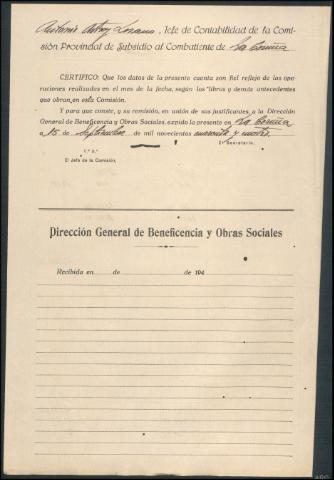 Antonio Astray Lozano, Jefe de Contabilidad de la Comi-
sión Provincial de Subsidio al Combatiente de La Coruña
CERTIFICO: Que los datos de la presente cuenta son fiel reflejo de las ope-
raciones realizadas en el mes de la fecha, según los libros y demás antecedentes
que obran en esta Comisión.
Y para que conste, y su remisión, en unión de sus justificantes, a la Dirección
General de Beneficencia y Obras Sociales, expido la presente en La Coruña
a 15 de Septiembre de mil novecientos cuarenta y cuatro.
V.º B.º
El Secretario,
El Jefe de la Comisión,
Dirección General de Beneficencia y Obras Sociales
Recibida en de de 194